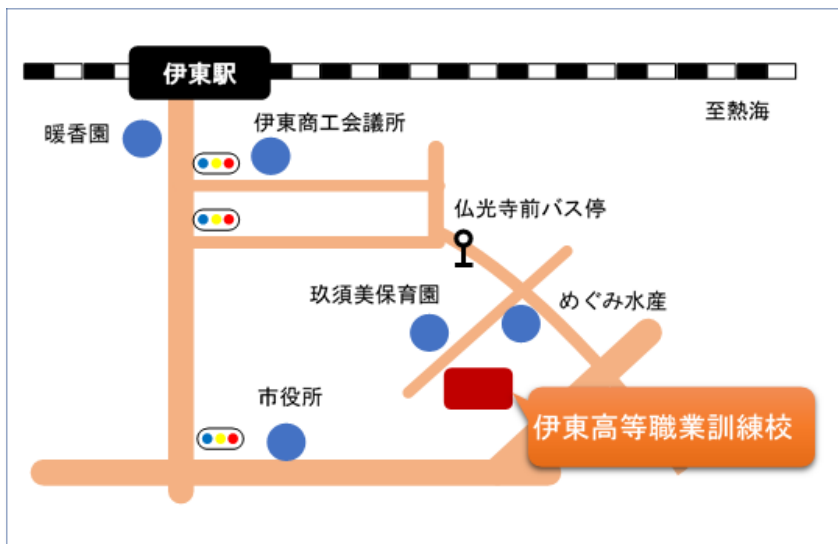 伊東駅
至熱海
暖香園
伊東商工会議所
仏光寺前バス停
玖須美保育園
めぐみ水産
市役所
伊東高等職業訓練校